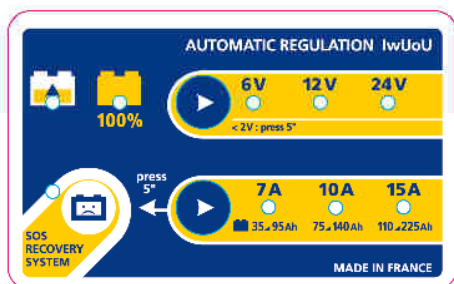 AUTOMATIC REGULATION IwUoU
6V 12V 24V
100%
< 2V : press 5"
press
5"
7A 10A 15A
35⊿95Ah 75⊿140Ah 110⊿225Ah
SOS
RECOVERY
SYSTEM
MADE IN FRANCE